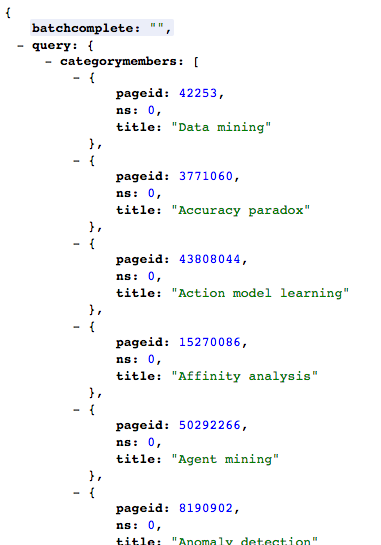 {
batchcomplete: "",
- query: {
- categorymembers: [
- {
pageid: 42253,
ns: 0,
title: "Data mining"
},
- {
pageid: 3771060,
ns: 0,
title: "Accuracy paradox"
},
- {
pageid: 43808044,
ns: 0,
title: "Action model learning"
},
- {
pageid: 15270086,
ns: 0,
title: "Affinity analysis"
},
- {
pageid: 50292266,
ns: 0,
title: "Agent mining"
},
- {
pageid: 8190902,
ns: 0,
title: "Anomaly detection"